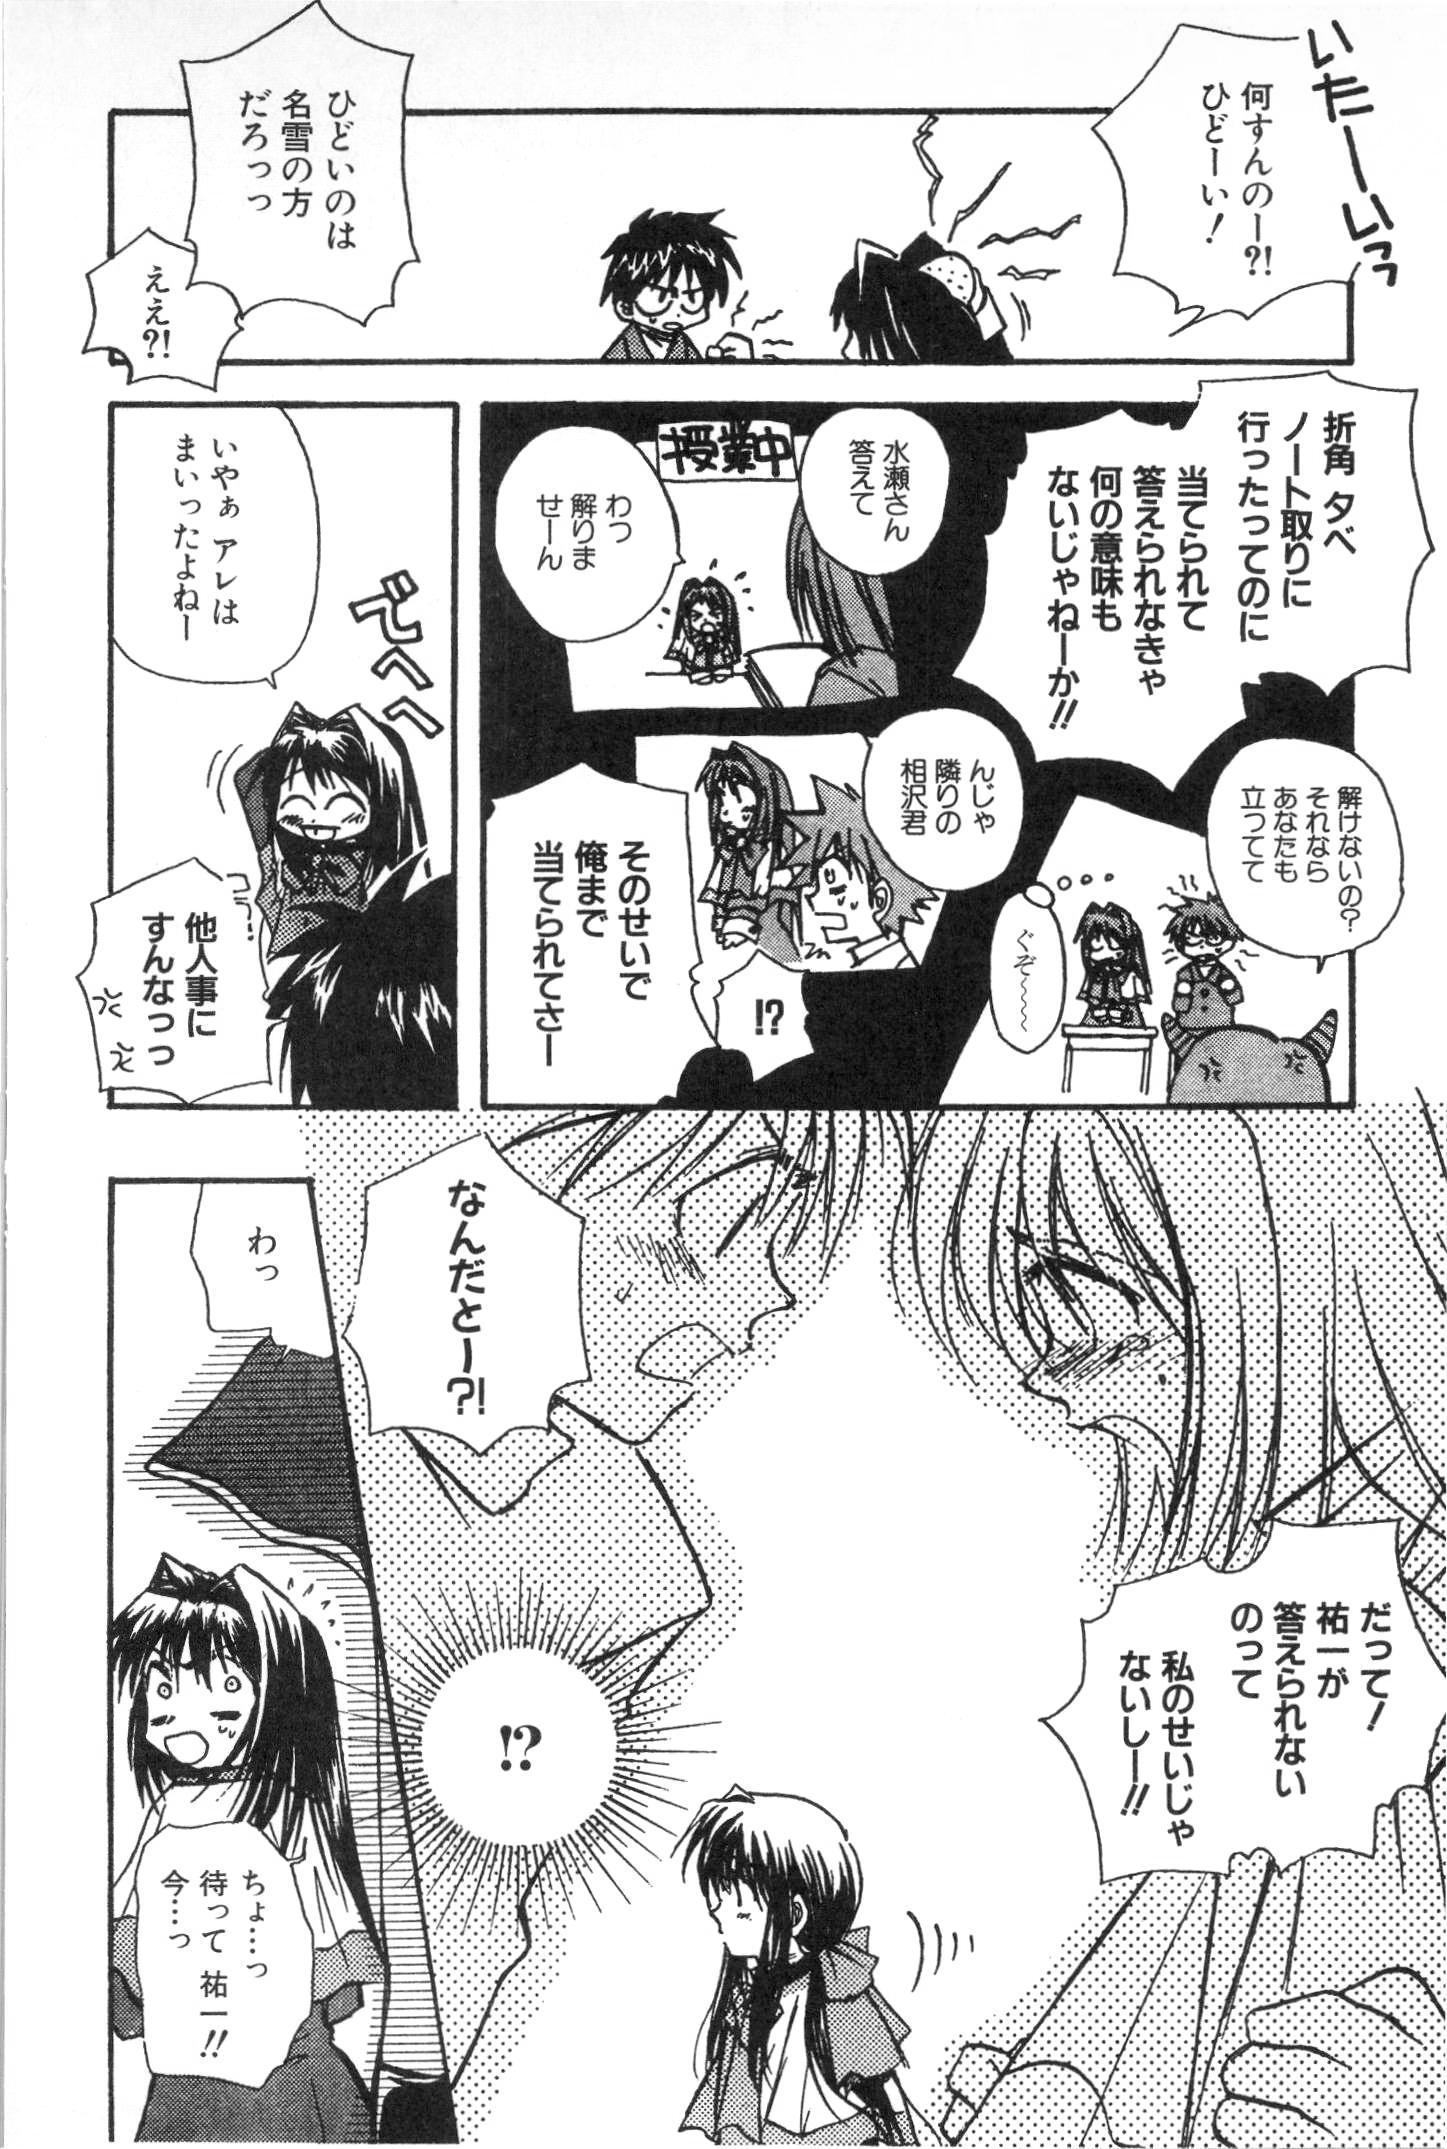 いたーいっっ
何すんのー?!
ひどーい!
ひどいのは
名雪の方
だろっっ
ええ?!
折角 夕べ
ノート取りに
行ったってのに
当てられて
答えられなきゃ
何の意味も
ないじゃねーか!!
水瀬さん
答えて
授業中
わっ
解りま
せーん
解けないの?
それなら
あなたも
立ってて
ぐぞ〜〜〜
んじゃ
隣りの
相沢君
!?
そのせいで
俺まで
当てられてさー
いやぁ アレは
まいったよねー
でへへへ
コラ!!
他人事に
すんなっっ
だって!
祐一が
答えられない
のって
私のせいじゃ
ないしー!!
なんだとー?!
!?
わっ
ちょ…っ
待って 祐一!!
今…っ